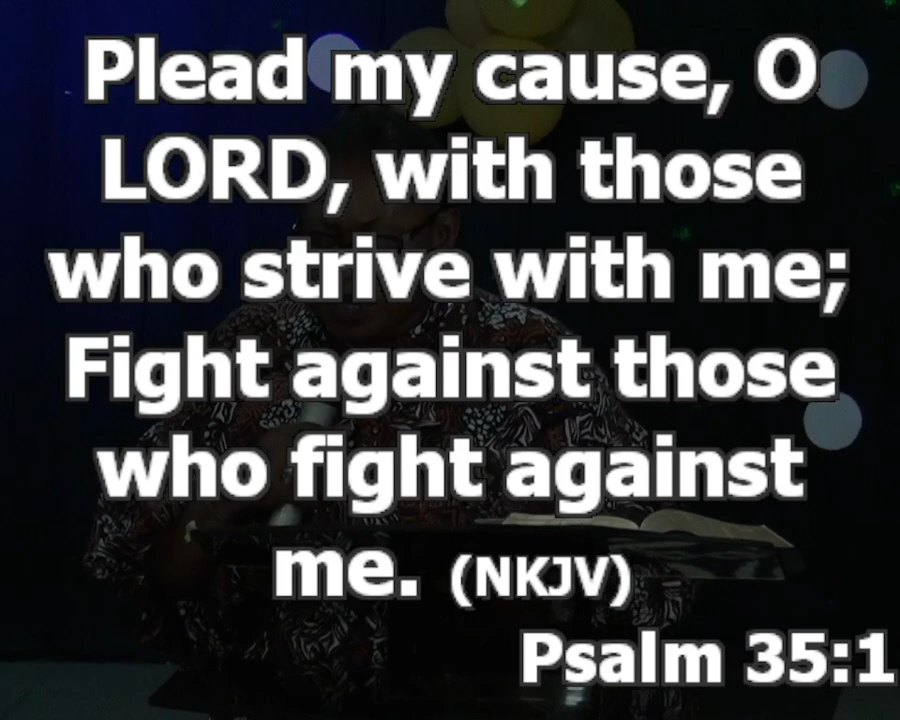 Plead my cause, O
LORD, with those
who strive with me;
Fight against those
who fight against
me. (NKJV)
Psalm 35:1